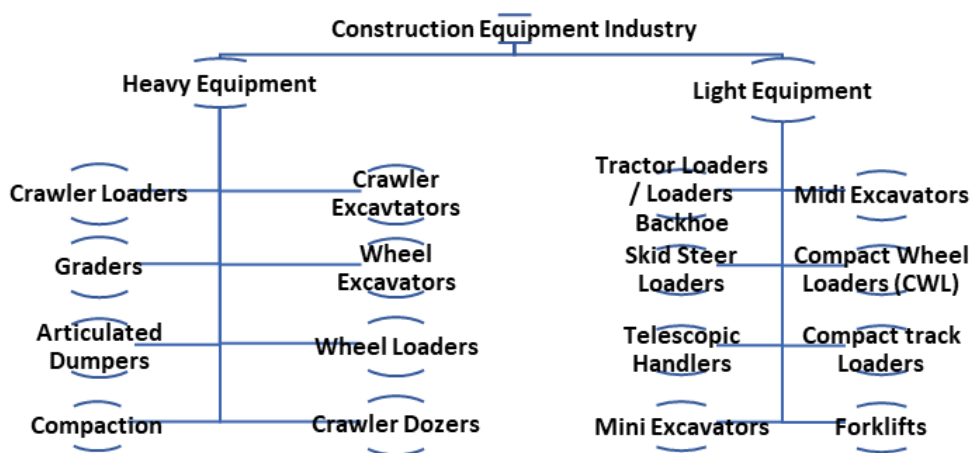 Construction Equipment Industry
Heavy Equipment
Light Equipment
Crawler Loaders
Crawler
Excavtators
Graders
Wheel
Excavators
Articulated
Dumpers
Wheel Loaders
Compaction
Crawler Dozers
Tractor Loaders
/ Loaders
Backhoe
Midi Excavators
Skid Steer
Loaders
Compact Wheel
Loaders (CWL)
Telescopic
Handlers
Compact track
Loaders
Mini Excavators
Forklifts